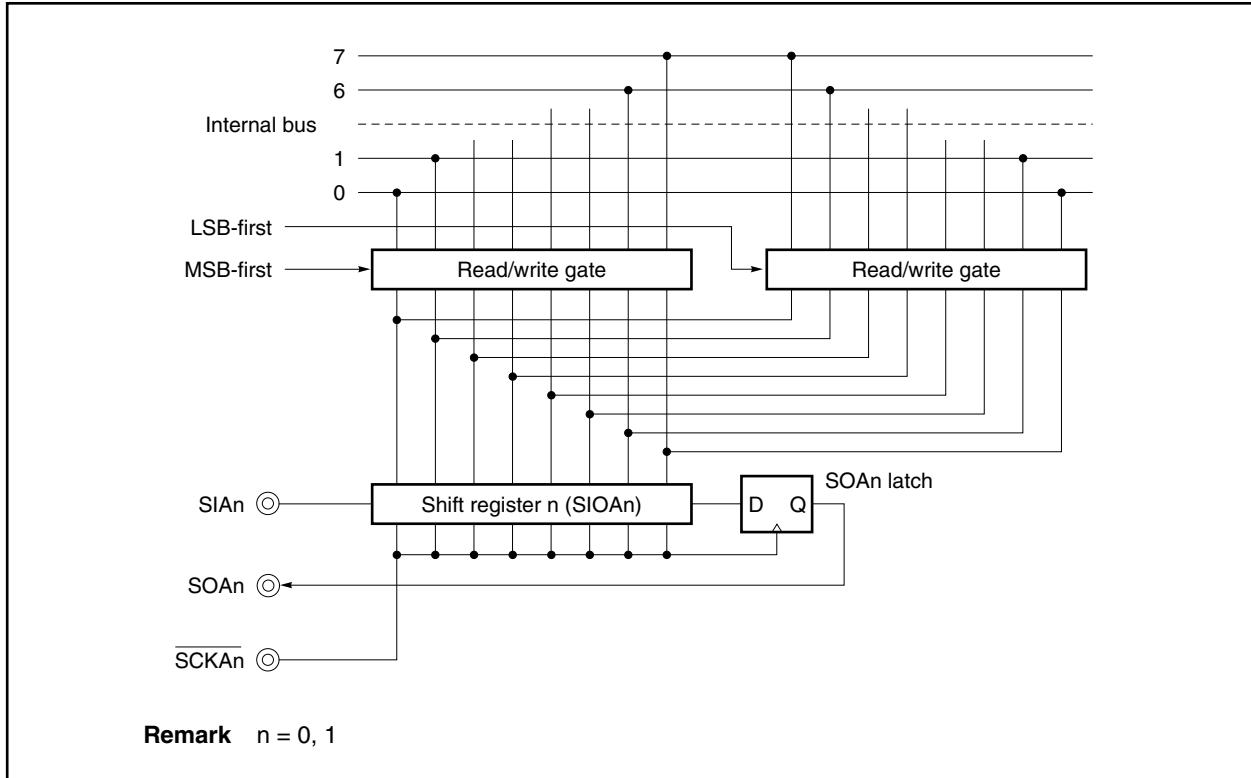 7
6
Internal bus
1
0
LSB-first
MSB-first
Read/write gate
Read/write gate
SOAn latch
SIAn
Shift register n (SIOAn)
D Q
SOAn
SCKAn
Remark n = 0, 1